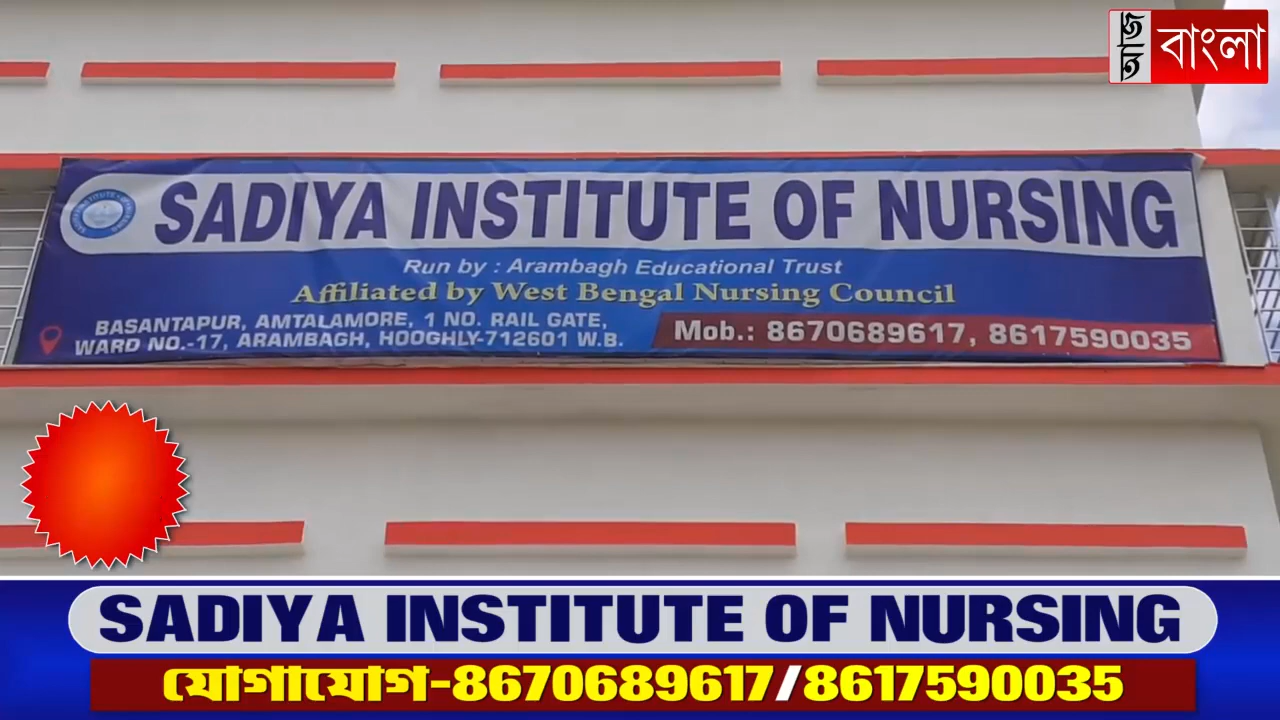 আজ বাংলা
SADIYA INSTITUTE OF NURSING
Run by : Arambagh Educational Trust
Affiliated by West Bengal Nursing Council
BASANTAPUR, AMTALAMORE, 1 NO. RAIL GATE,
WARD NO.-17, ARAMBAGH, HOOGHLY-712601 W.B.
Mob.: 8670689617, 8617590035
SADIYA INSTITUTE OF NURSING
যোগাযোগ-8670689617/8617590035